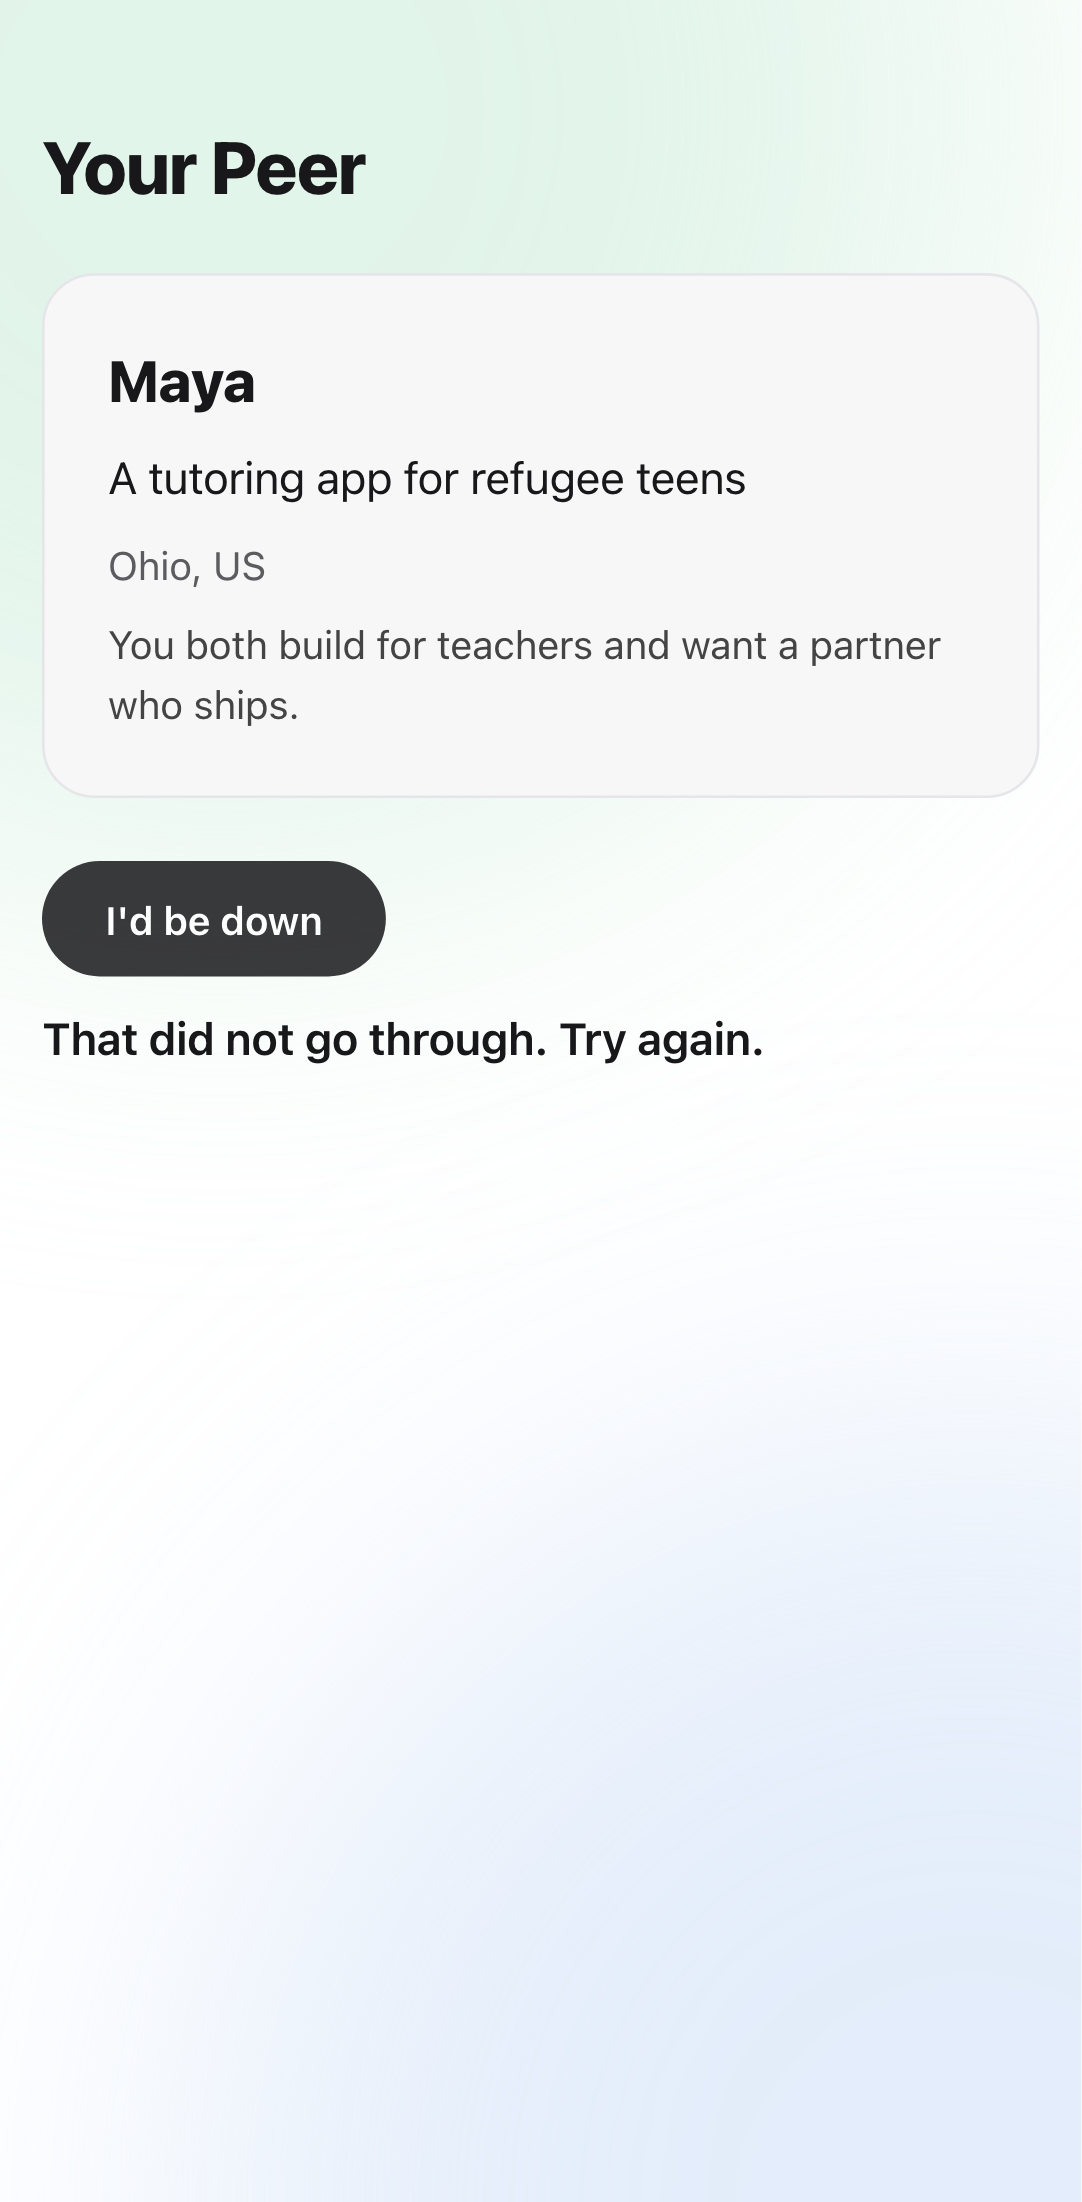 Your Peer
Maya
A tutoring app for refugee teens
Ohio, US
You both build for teachers and want a partner
who ships.
I'd be down
That did not go through. Try again.